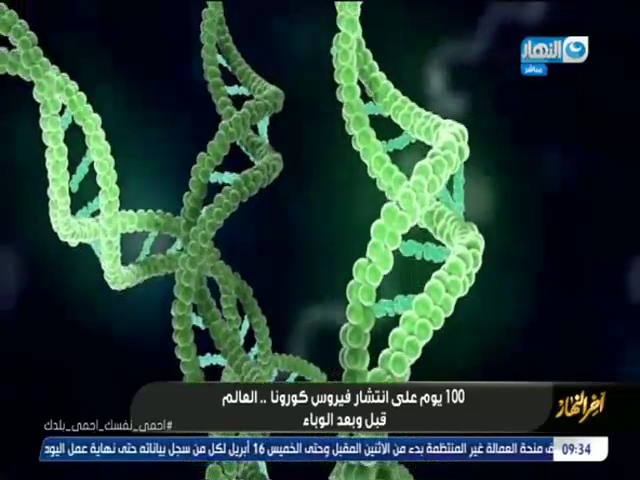 النهار
مباشر
100 يوم على انتشار فيروس كورونا .. العالم
قبل وبعد الوباء
آخر النهار
#احمي_نفسك_احمي_بلدك
ف منحة العمالة غير المنتظمة بدء من الاثنين المقبل وحتى الخميس 16 أبريل لكل من سجل بياناته حتى نهاية عمل اليود
09:34